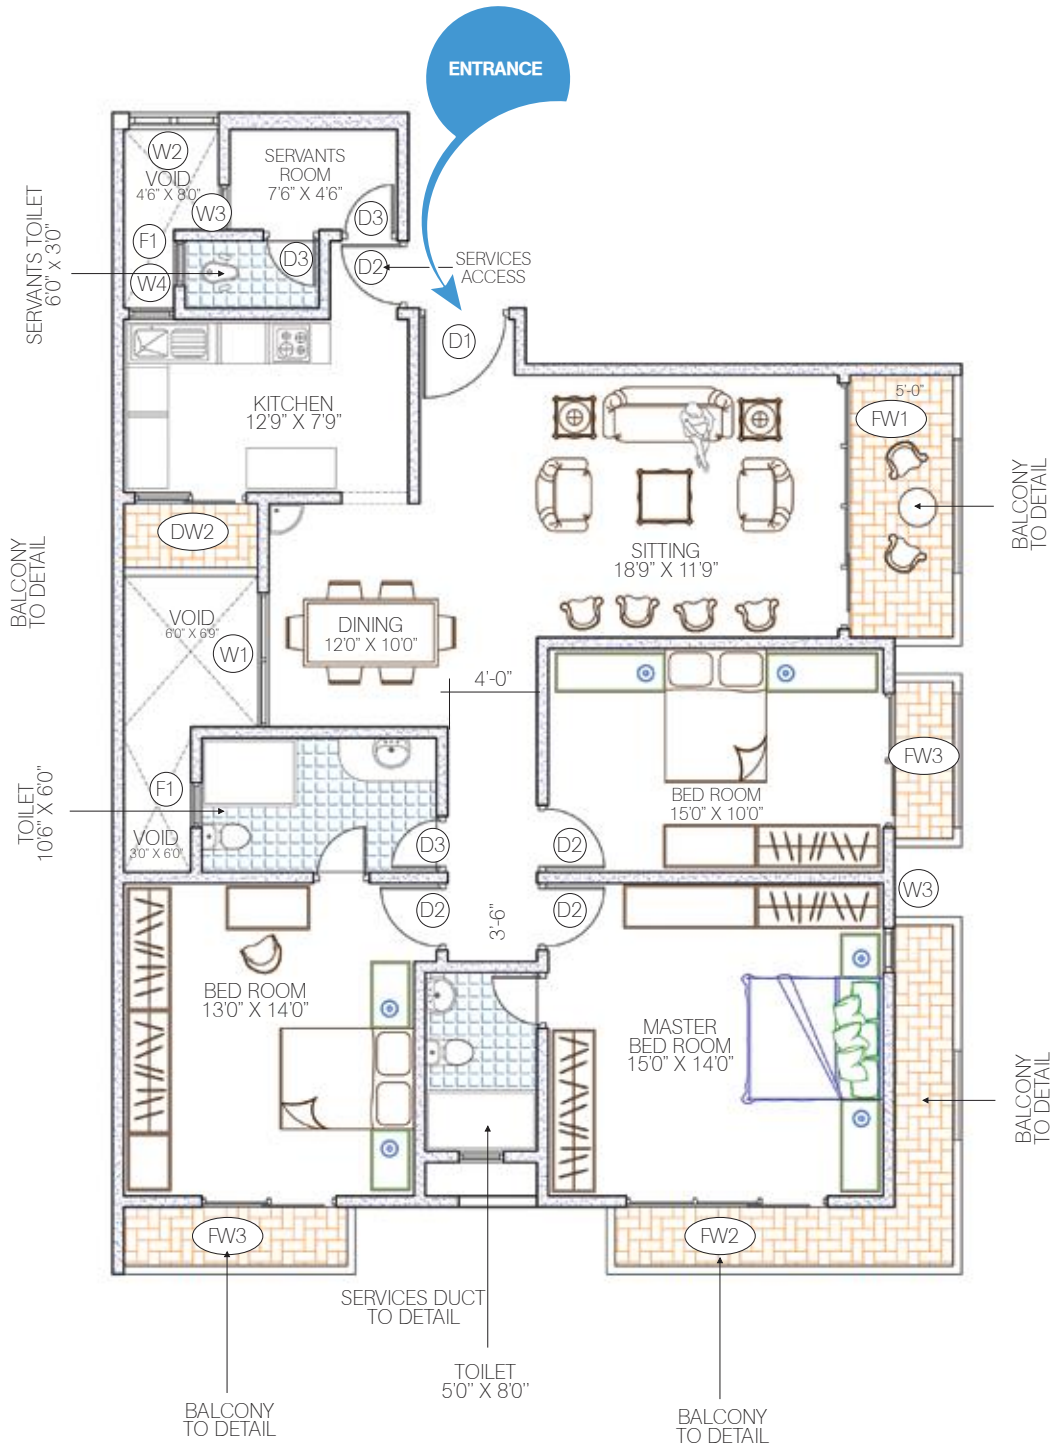 ENTRANCE
W2
VOID
4'6" X 8'0"
SERVANTS
ROOM
7'6" X 4'6"
W3
D3
F1
D3
D2
SERVICES
ACCESS
W4
SERVANTS TOILET
6'0" x 3'0"
D1
KITCHEN
12'9" X 7'9"
5'-0"
FW1
BALCONY
TO DETAIL
DW2
SITTING
18'9" X 11'9"
BALCONY
TO DETAIL
VOID
6'0" X 6'9"
W1
DINING
12'0" X 10'0"
4'-0"
FW3
F1
BED ROOM
15'0" X 10'0"
TOILET
10'6" X 6'0"
VOID
3'0" X 6'0"
D3
D2
W3
D2
D2
3'-6"
BED ROOM
13'0" X 14'0"
MASTER
BED ROOM
15'0" X 14'0"
BALCONY
TO DETAIL
FW3
FW2
SERVICES DUCT
TO DETAIL
TOILET
5'0" X 8'0"
BALCONY
TO DETAIL
BALCONY
TO DETAIL